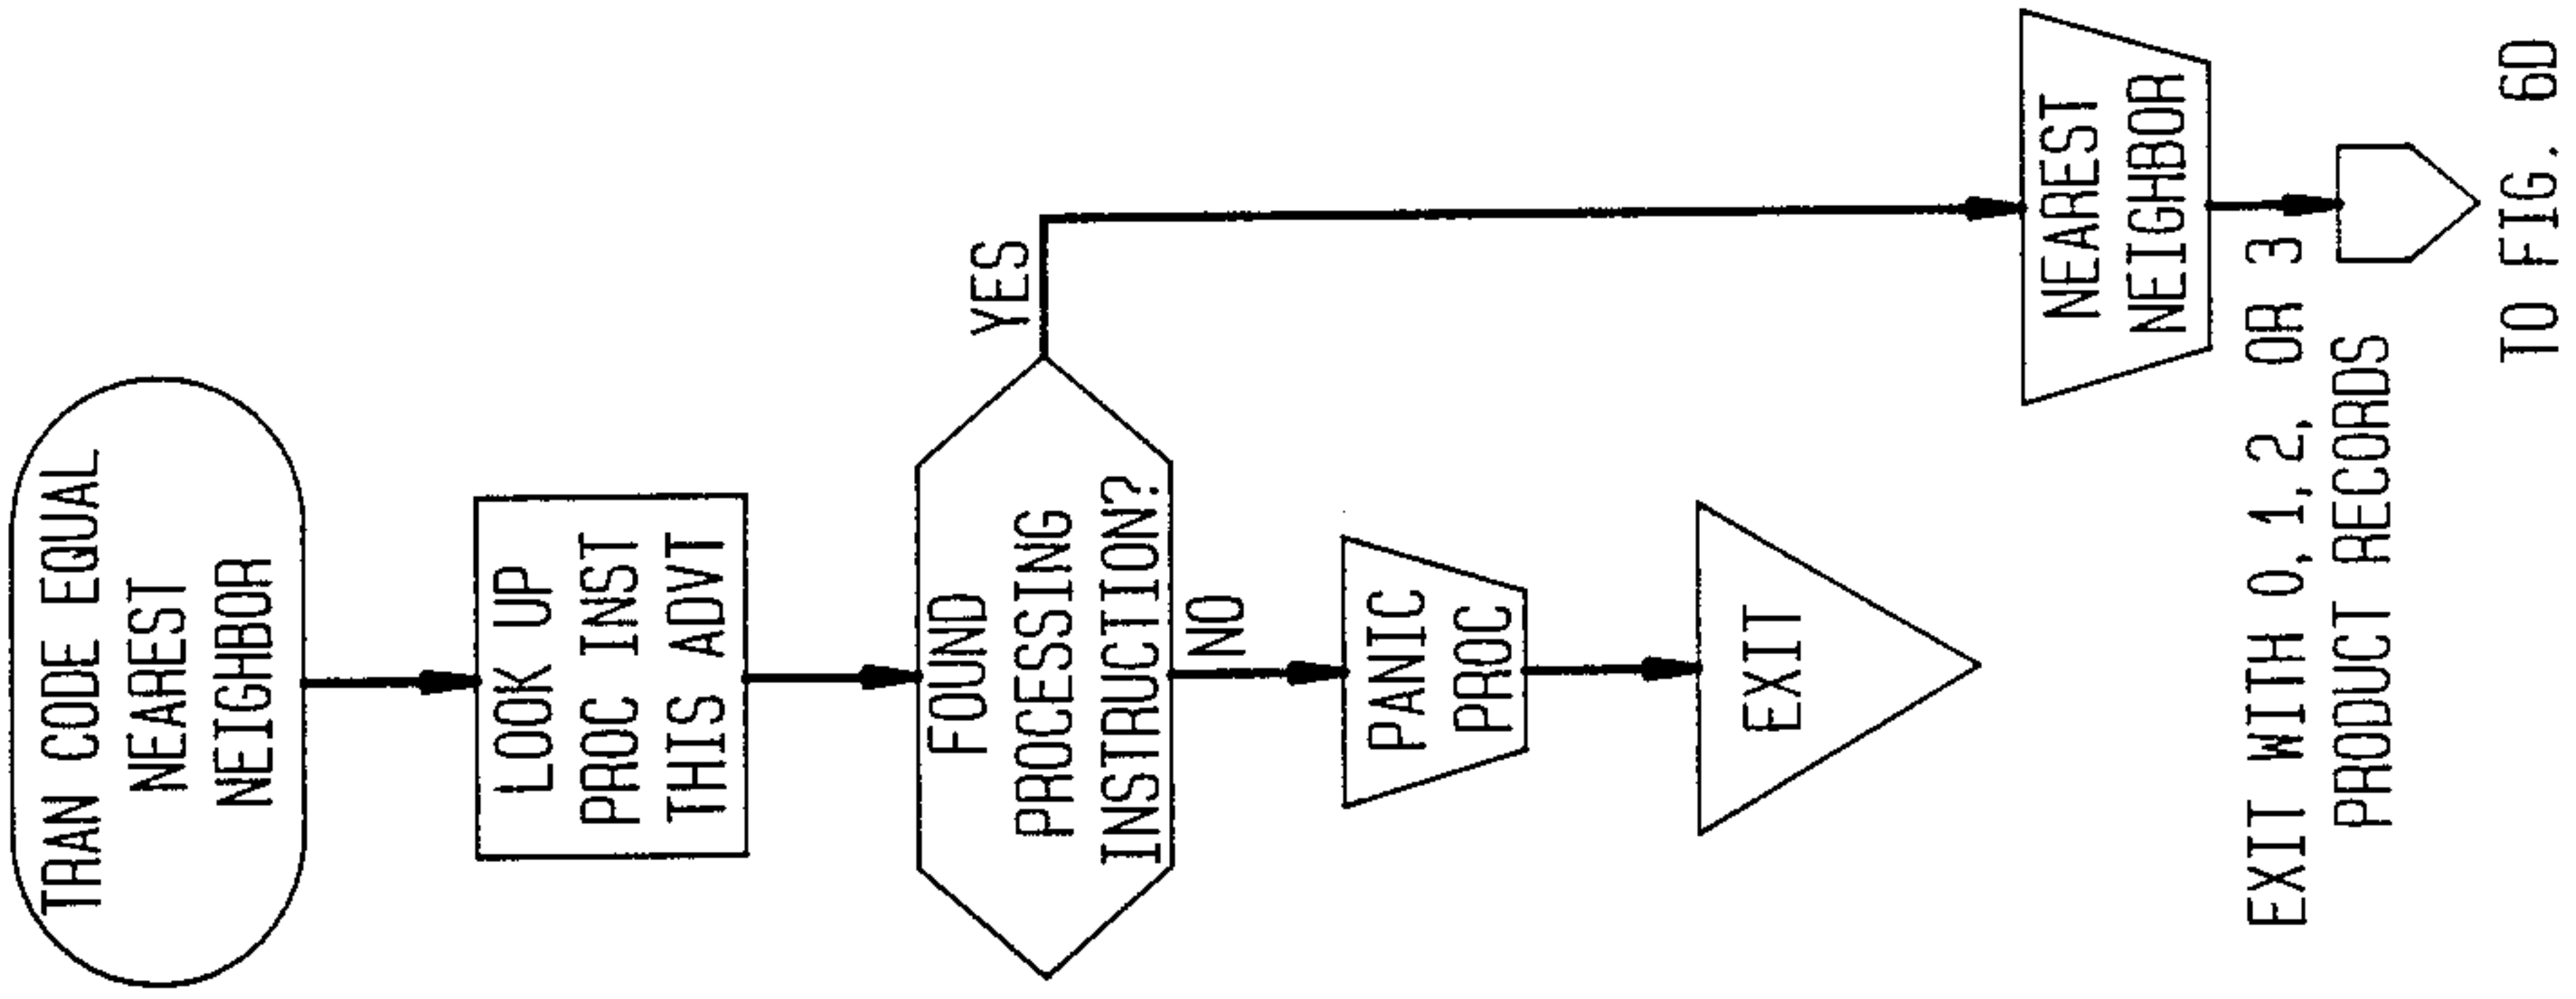 TRAN CODE EQUAL
NEAREST
NEIGHBOR
LOOK UP
PROC INST
THIS ADVT
FOUND
PROCESSING
INSTRUCTION?
YES
NO
PANIC
PROC
EXIT
NEAREST
NEIGHBOR
EXIT WITH 0, 1, 2, OR 3
PRODUCT RECORDS
TO FIG. 6D